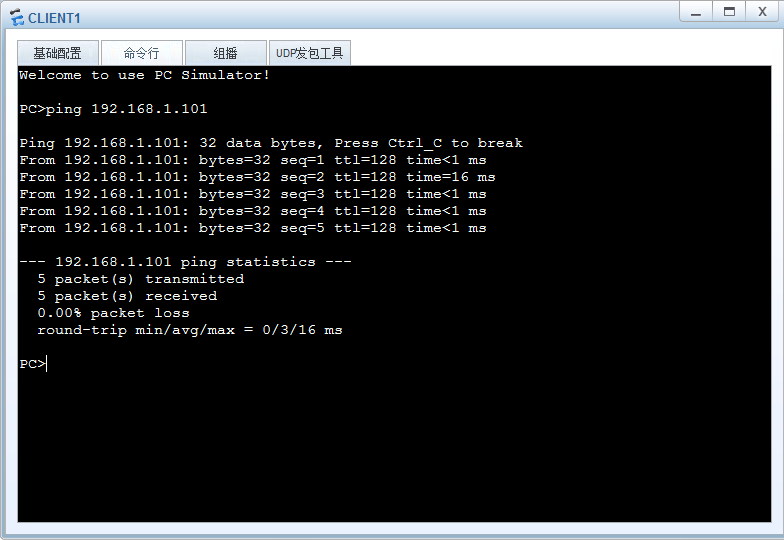 CLIENT1
X
基础配置 命令行 组播 UDP发包工具
Welcome to use PC Simulator!
PC>ping 192.168.1.101
Ping 192.168.1.101: 32 data bytes, Press Ctrl_C to break
From 192.168.1.101: bytes=32 seq=1 ttl=128 time<1 ms
From 192.168.1.101: bytes=32 seq=2 ttl=128 time=16 ms
From 192.168.1.101: bytes=32 seq=3 ttl=128 time<1 ms
From 192.168.1.101: bytes=32 seq=4 ttl=128 time<1 ms
From 192.168.1.101: bytes=32 seq=5 ttl=128 time<1 ms
--- 192.168.1.101 ping statistics ---
5 packet(s) transmitted
5 packet(s) received
0.00% packet loss
round-trip min/avg/max = 0/3/16 ms
PC>